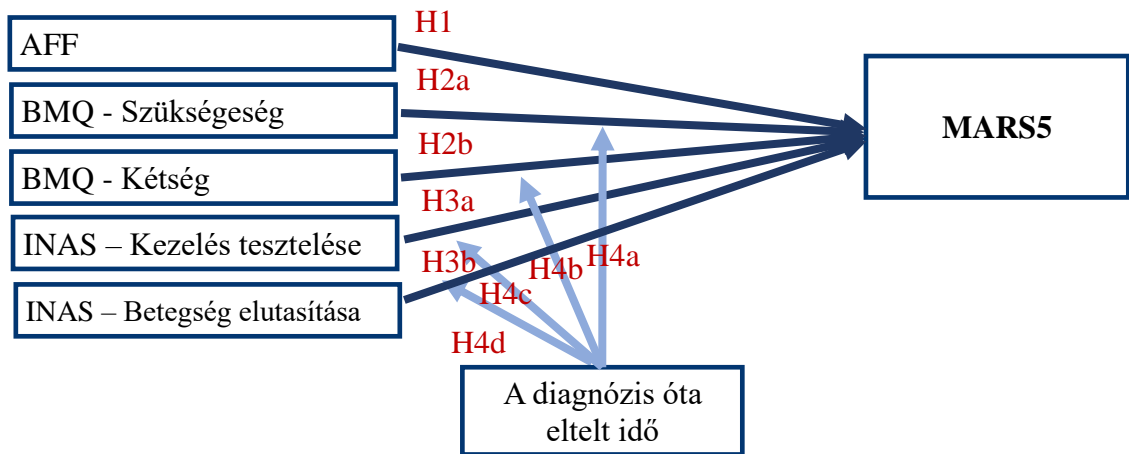 H1
AFF
H2a
BMQ - Szükségeség
MARS5
H2b
BMQ - Kétség
H3a
INAS – Kezelés tesztelése
H3b
H4b
H4a
H4c
INAS – Betegség elutasítása
H4d
A diagnózis óta
eltelt idő